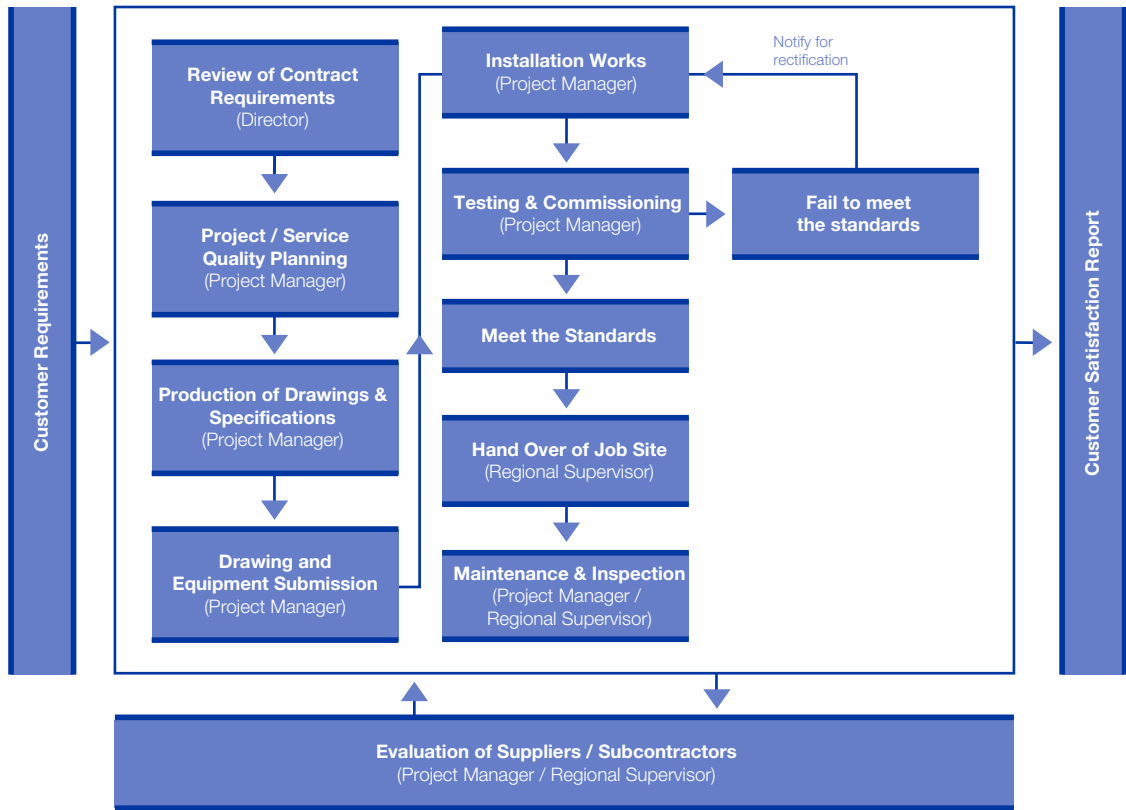 Customer Requirements
Review of Contract
Requirements
(Director)
Project / Service
Quality Planning
(Project Manager)
Production of Drawings &
Specifications
(Project Manager)
Drawing and
Equipment Submission
(Project Manager)
Installation Works
(Project Manager)
Notify for
rectification
Testing & Commissioning
(Project Manager)
Fail to meet
the standards
Meet the Standards
Hand Over of Job Site
(Regional Supervisor)
Maintenance & Inspection
(Project Manager /
Regional Supervisor)
Customer Satisfaction Report
Evaluation of Suppliers / Subcontractors
(Project Manager / Regional Supervisor)